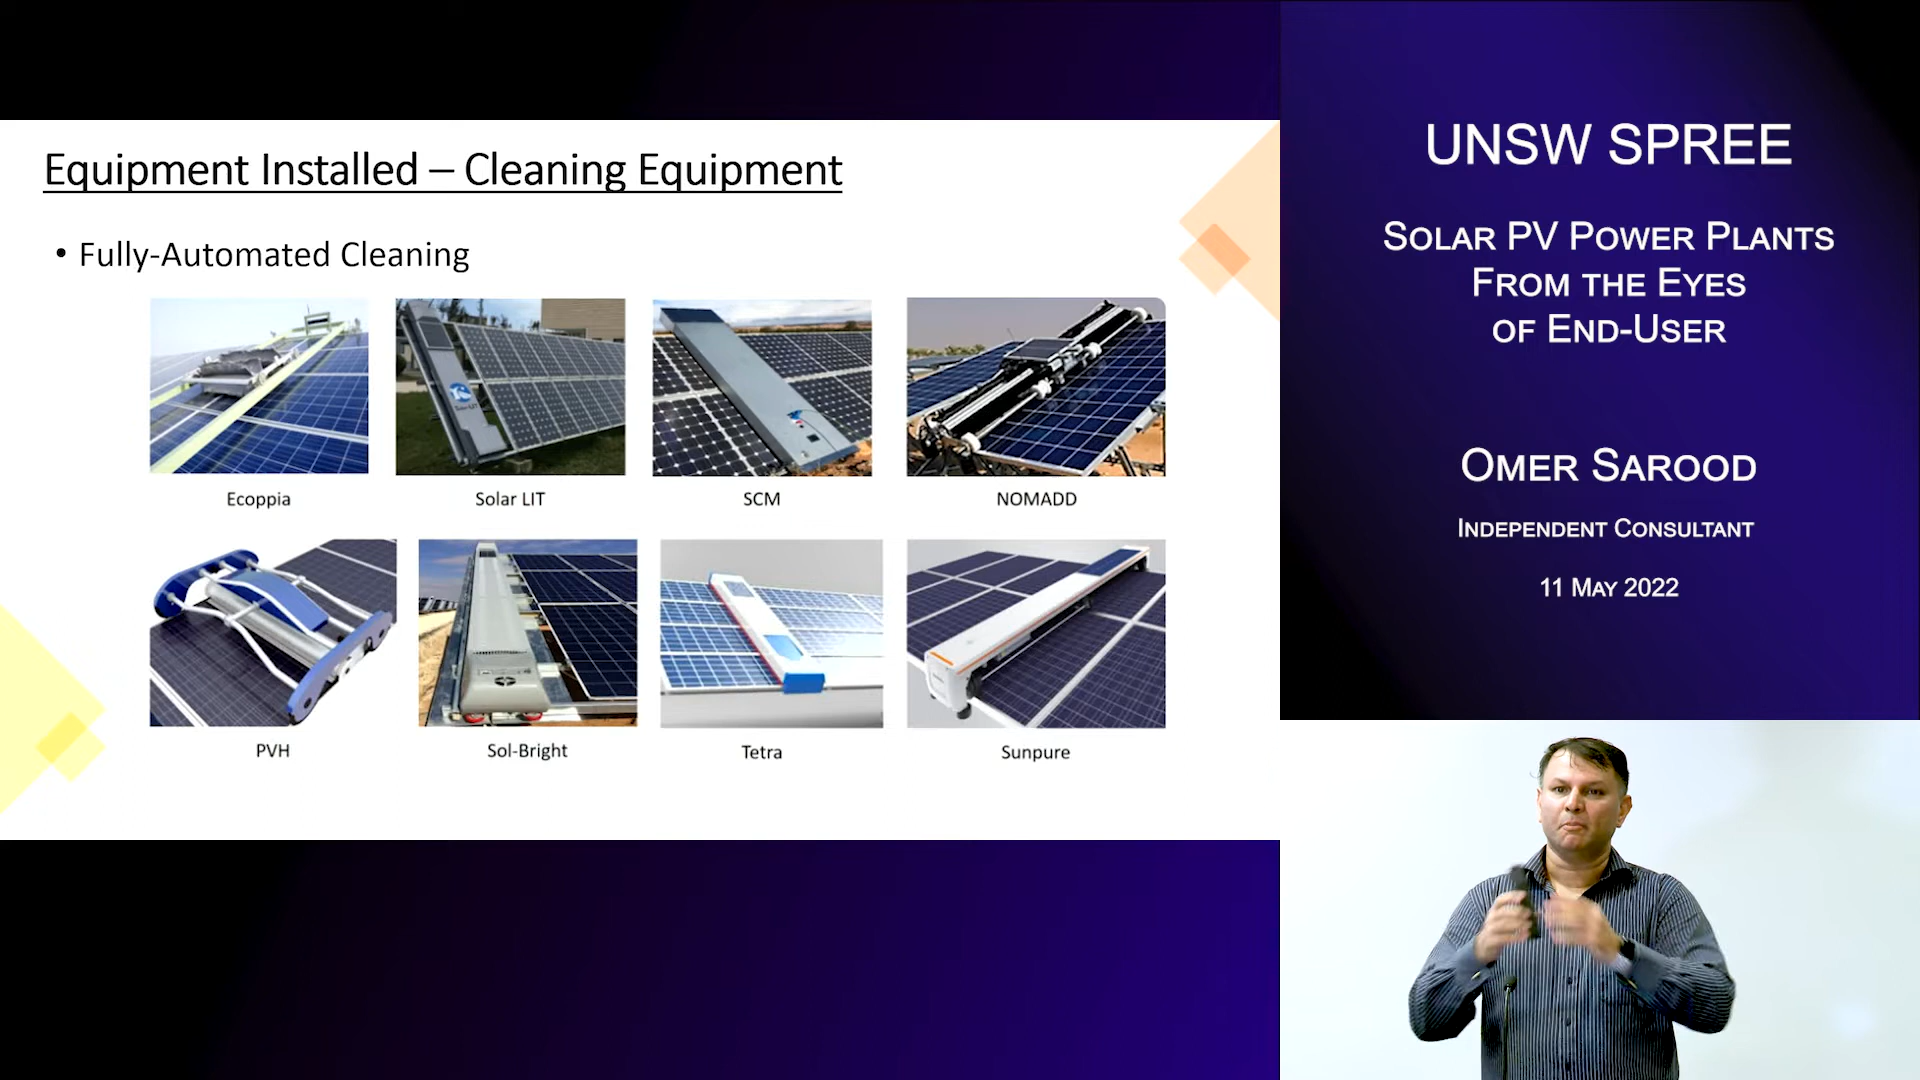 Equipment Installed – Cleaning Equipment
• Fully-Automated Cleaning
Ecoppia
Solar LIT
SCM
NOMADD
PVH
Sol-Bright
Tetra
Sunpure
UNSW SPREE
SOLAR PV POWER PLANTS
FROM THE EYES
OF END-USER
OMER SAROOD
INDEPENDENT CONSULTANT
11 MAY 2022